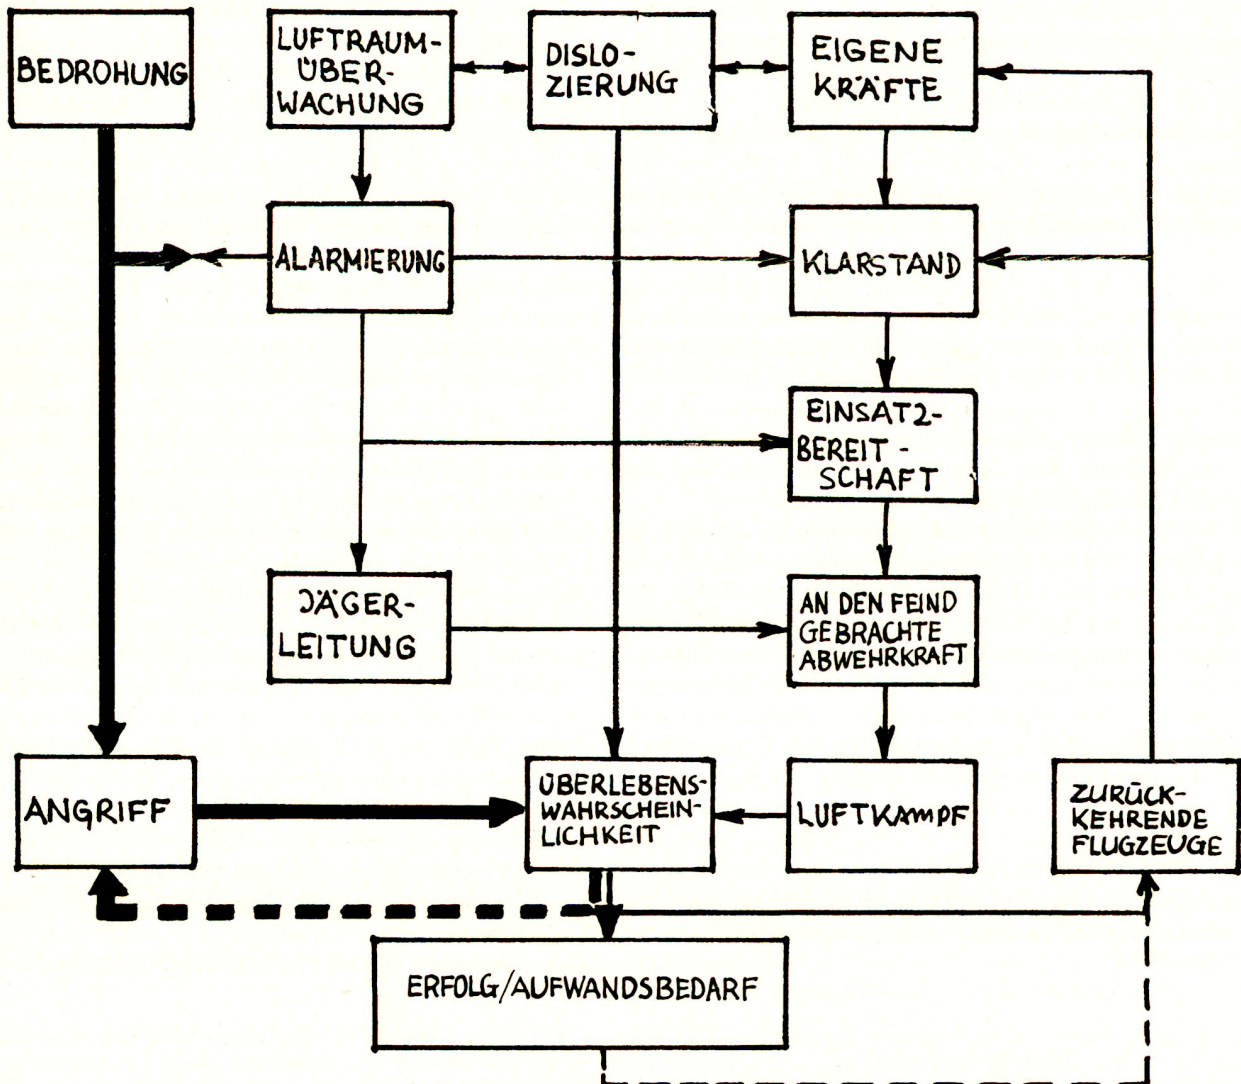 BEDROHUNG
LUFTRAUM-
ÜBER-
WACHUNG
DISLO-
ZIERUNG
EIGENE
KRÄFTE
ALARMIERUNG
KLARSTAND
EINSATZ-
BEREIT-
SCHAFT
JÄGER-
LEITUNG
AN DEN FEIND
GEBRACHTE
ABWEHRKRAFT
ANGRIFF
ÜBERLEBENS-
WAHRSCHEIN-
LICHKEIT
LUFTKAMPF
ZURÜCK-
KEHRENDE
FLUGZEUGE
ERFOLG/AUFWANDSBEDARF